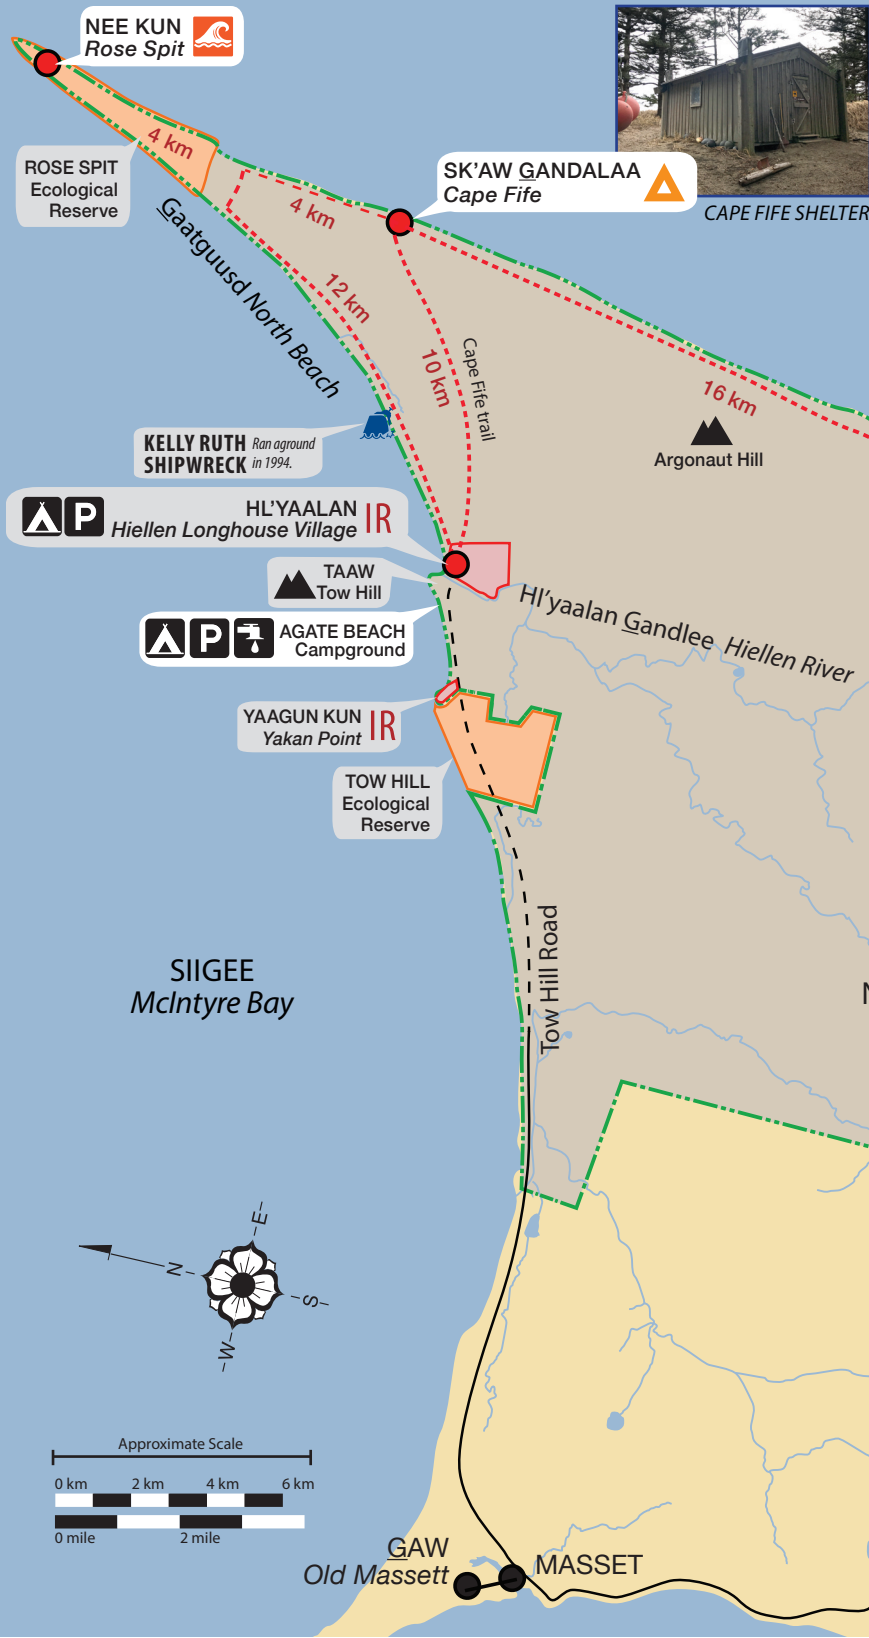 NEE KUN
Rose Spit
4 km
ROSE SPIT
Ecological
Reserve
SK'AW G̲ANDALAA
Cape Fife
CAPE FIFE SHELTER
4 km
G̲aatguusd North Beach
12 km
10 km
Cape Fife trail
16 km
Argonaut Hill
KELLY RUTH
SHIPWRECK
Ran aground
in 1994.
P
HL'YAALAN
Hiellen Longhouse Village
IR
TAAW
Tow Hill
Hl'yaalan G̲andlee Hiellen River
P
AGATE BEACH
Campground
YAAGUN KUN
Yakan Point
IR
TOW HILL
Ecological
Reserve
Tow Hill Road
SIIGEE
McIntyre Bay
N
E
N
S
W
Approximate Scale
0 km 2 km 4 km 6 km
0 mile 2 mile
G̲AW
Old Massett
MASSET